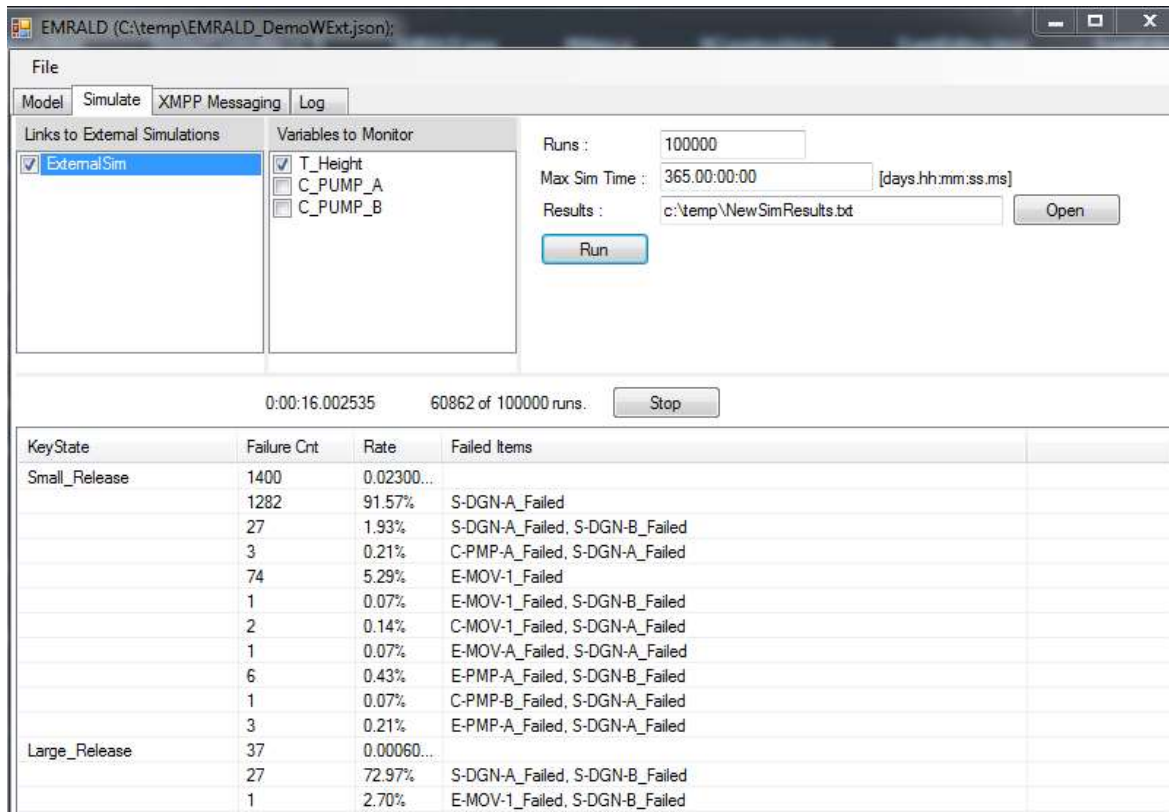 EMRALD (C:\temp\EMRALD_DemoWExt.json);
File
Model Simulate XMPP Messaging Log
Links to External Simulations Variables to Monitor
ExternalSim
T_Height
C_PUMP_A
C_PUMP_B
Runs : 100000
Max Sim Time : 365.00:00:00 [days.hh:mm:ss.ms]
Results : c:\temp\NewSimResults.txt Open
Run
0:00:16.002535 60862 of 100000 runs. Stop
KeyState Failure Cnt Rate Failed Items
Small_Release 1400 0.02300...
1282 91.57% S-DGN-A_Failed
27 1.93% S-DGN-A_Failed, S-DGN-B_Failed
3 0.21% C-PMP-A_Failed, S-DGN-A_Failed
74 5.29% E-MOV-1_Failed
1 0.07% E-MOV-1_Failed, S-DGN-B_Failed
2 0.14% C-MOV-1_Failed, S-DGN-A_Failed
1 0.07% E-MOV-A_Failed, S-DGN-A_Failed
6 0.43% E-PMP-A_Failed, S-DGN-B_Failed
1 0.07% C-PMP-B_Failed, S-DGN-A_Failed
3 0.21% E-PMP-A_Failed, S-DGN-A_Failed
Large_Release 37 0.00060...
27 72.97% S-DGN-A_Failed, S-DGN-B_Failed
1 2.70% E-MOV-1_Failed, S-DGN-B_Failed